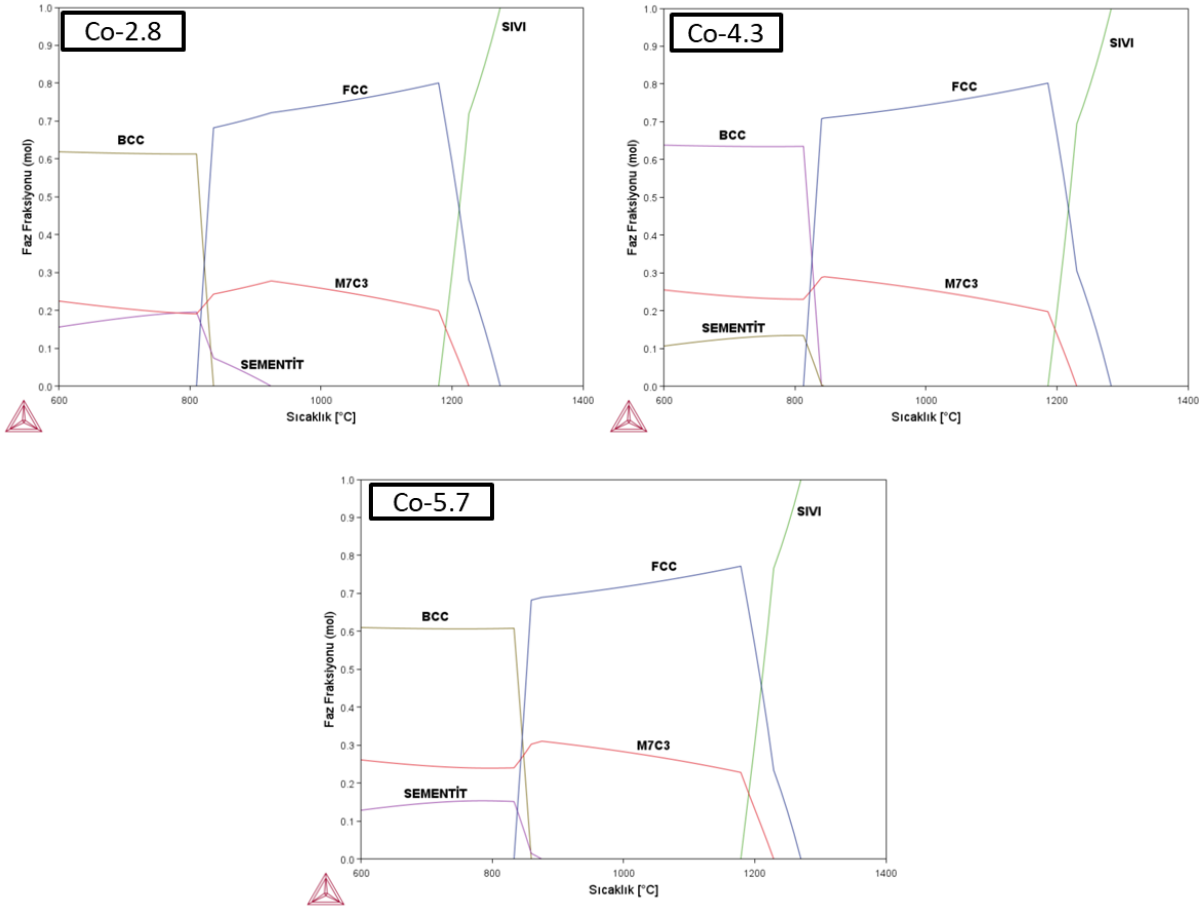 Co-2.8
1.0
0.9
0.8
0.7
0.6
0.5
0.4
0.3
0.2
0.1
0.0
Faz Fraksiyonu (mol)
SIVI
FCC
BCC
M7C3
SEMENTİT
600
800
1000
1200
1400
Sıcaklık [°C]
Co-4.3
1.0
0.9
0.8
0.7
0.6
0.5
0.4
0.3
0.2
0.1
0.0
Faz Fraksiyonu (mol)
SIVI
FCC
BCC
M7C3
SEMENTİT
600
800
1000
1200
1400
Sıcaklık [°C]
Co-5.7
1.0
0.9
0.8
0.7
0.6
0.5
0.4
0.3
0.2
0.1
0.0
Faz Fraksiyonu (mol)
SIVI
FCC
BCC
M7C3
SEMENTİT
600
800
1000
1200
1400
Sıcaklık [°C]